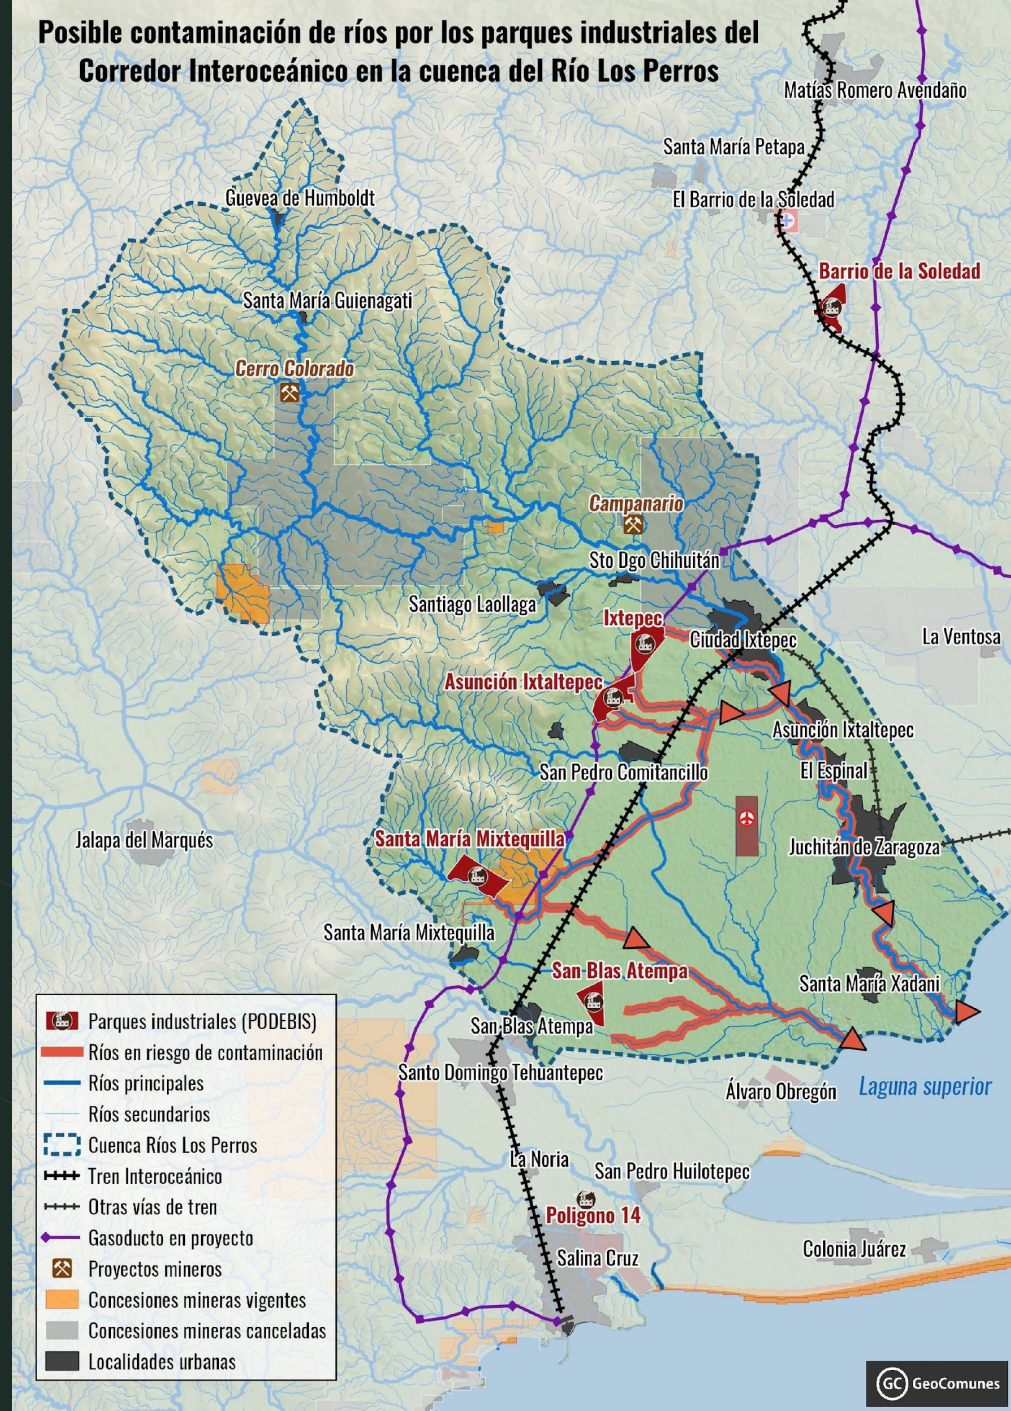 Posible contaminación de ríos por los parques industriales del
Corredor Interoceánico en la cuenca del Río Los Perros
Matías Romero Avendaño
Santa María Petapa
El Barrio de la Soledad
Guevea de Humboldt
Barrio de la Soledad
Santa María Guienagati
Cerro Colorado
Campanario
Sto Dgo Chihuitán
Santiago Laollaga
Ixtepec
Ciudad Ixtepec
La Ventosa
Asunción Ixtaltepec
Asunción Ixtaltepec
San Pedro Comitancillo
El Espinal
Jalapa del Marqués
Santa María Mixtequilla
Juchitán de Zaragoza
Santa María Mixtequilla
San Blas Atempa
Santa María Xadani
San Blas Atempa
Santo Domingo Tehuantepec
Álvaro Obregón
Laguna superior
La Noria
San Pedro Huilotepec
Poligono 14
Salina Cruz
Colonia Juárez
Parques industriales (PODEBIS)
Ríos en riesgo de contaminación
Ríos principales
Ríos secundarios
Cuenca Ríos Los Perros
Tren Interoceánico
Otras vías de tren
Gasoducto en proyecto
Proyectos mineros
Concesiones mineras vigentes
Concesiones mineras canceladas
Localidades urbanas
GC GeoComunes